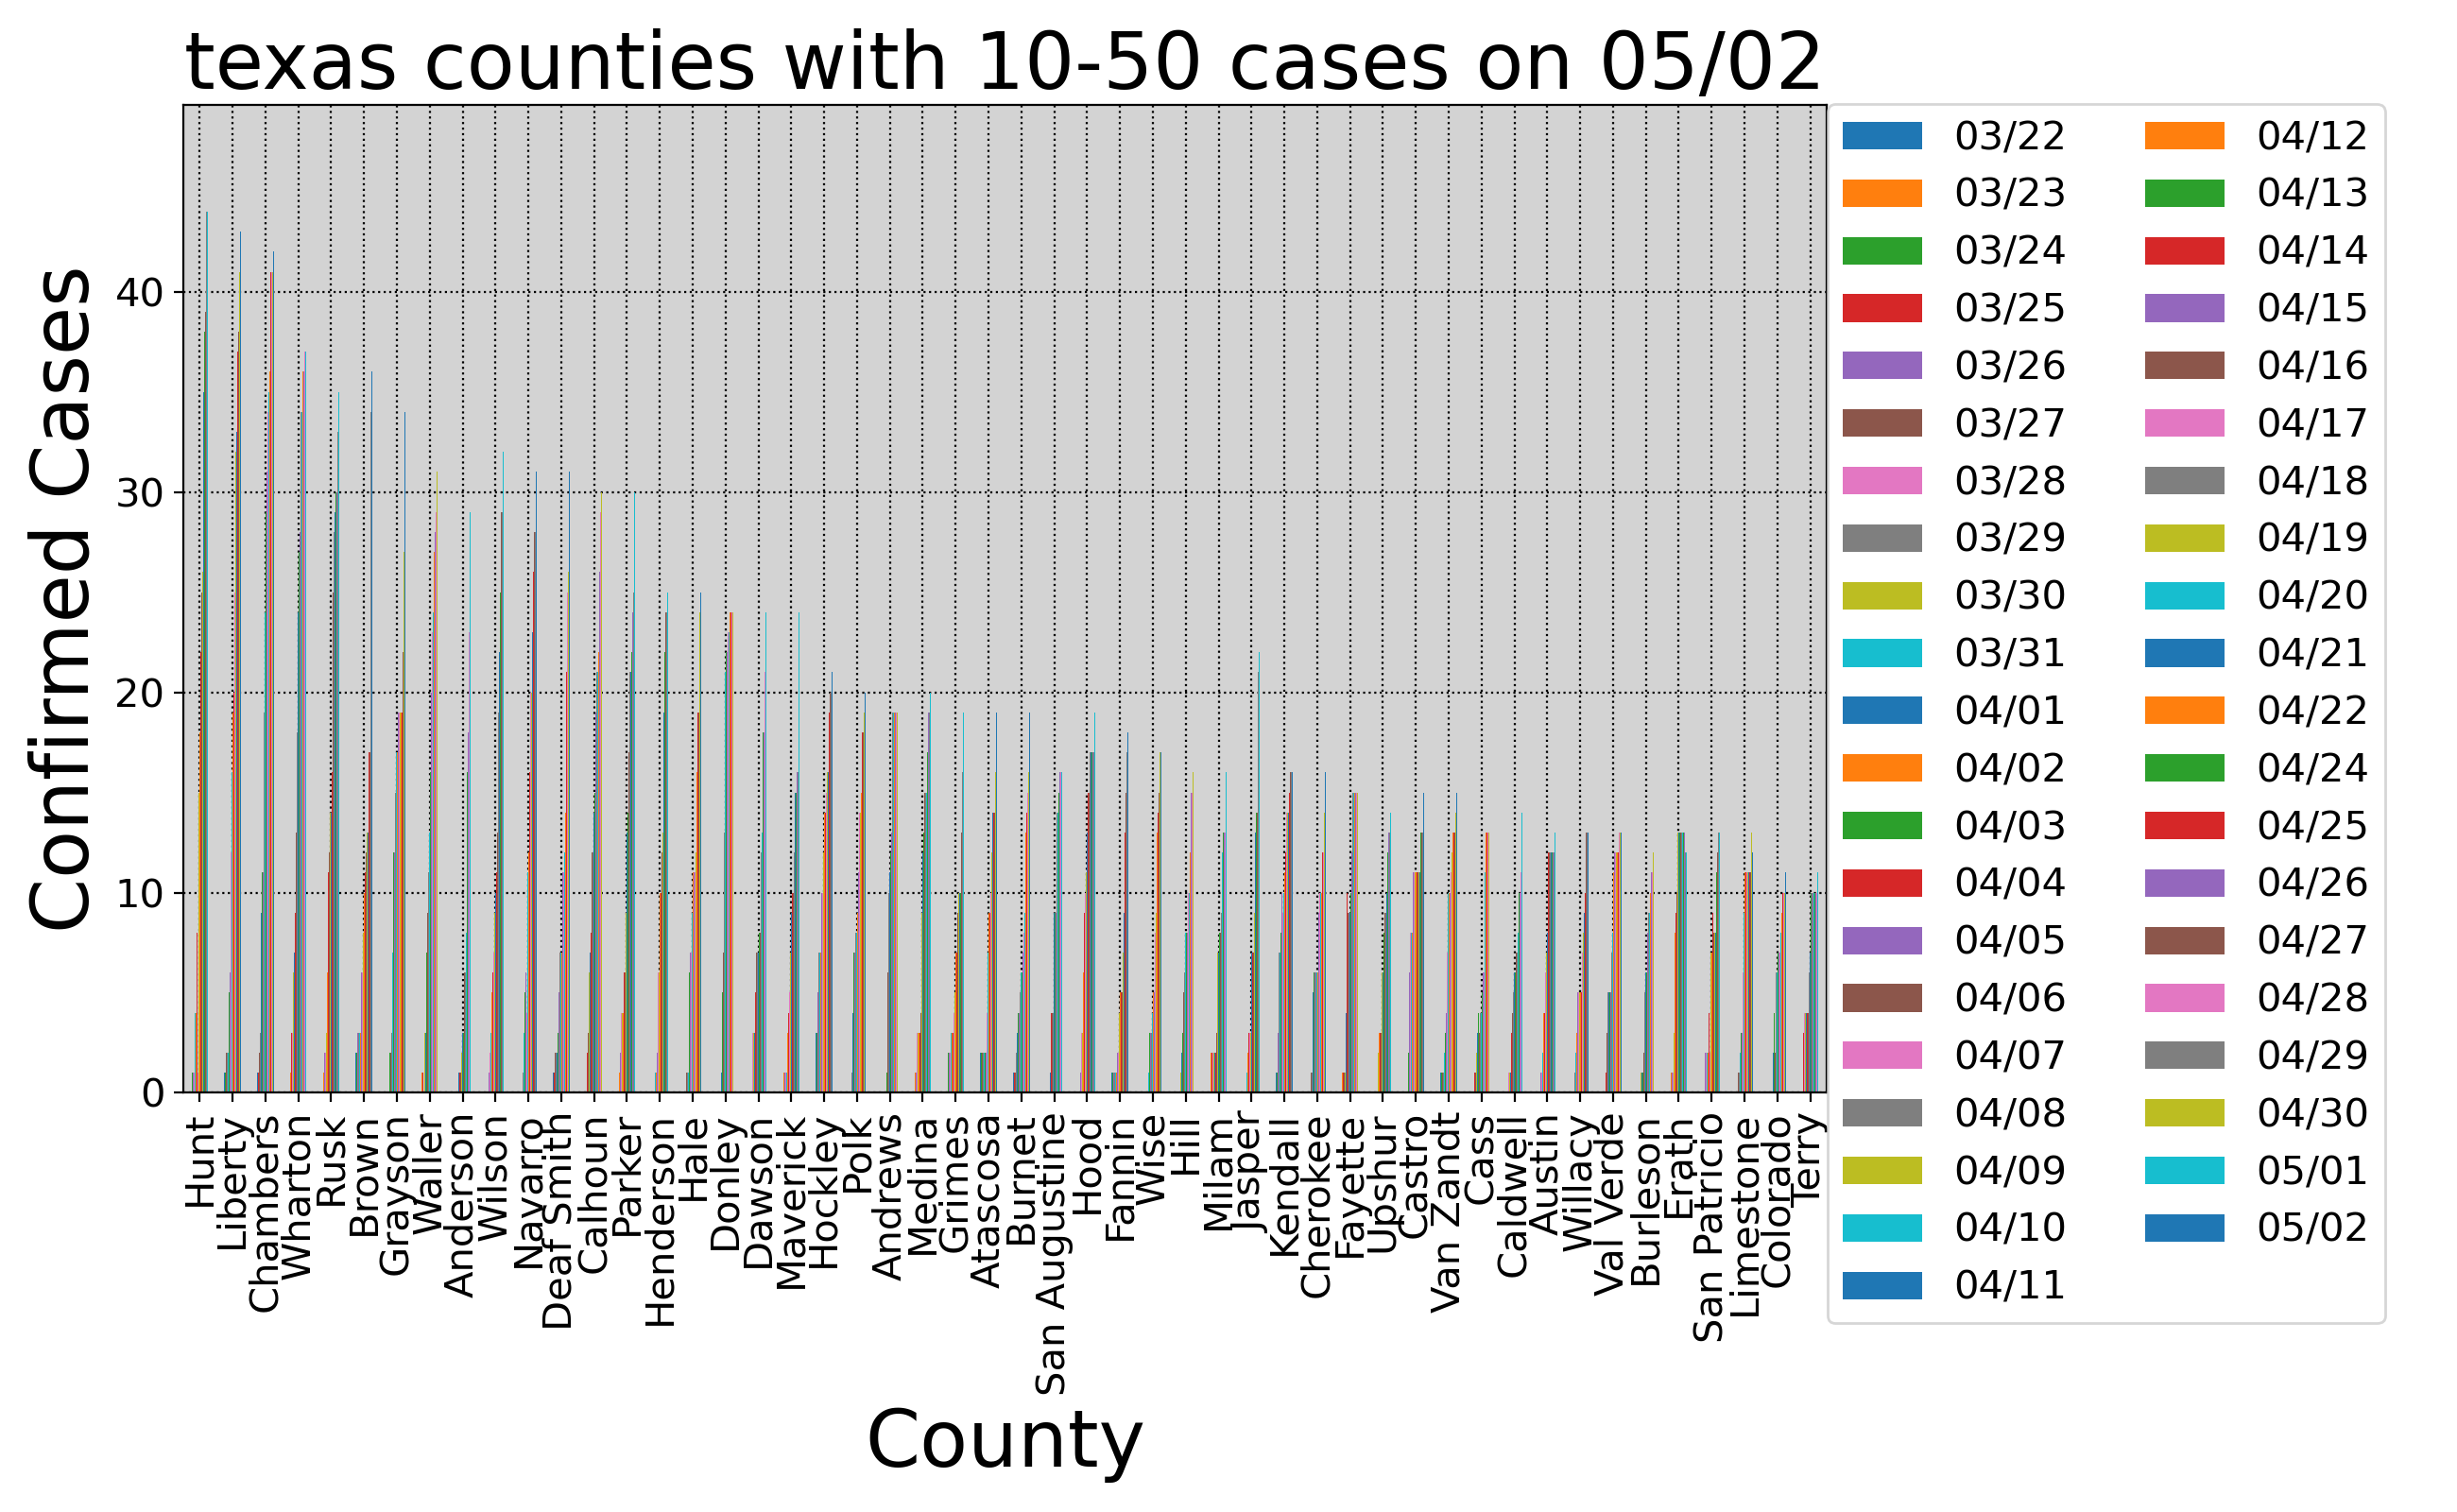 texas counties with 10-50 cases on 05/02
Confirmed Cases
40
30
20
10
0
Hunt
Liberty
Chambers
Wharton
Rusk
Brown
Grayson
Waller
Anderson
Wilson
Navarro
Deaf Smith
Calhoun
Parker
Henderson
Hale
Donley
Dawson
Maverick
Hockley
Polk
Andrews
Medina
Grimes
Atascosa
Burnet
San Augustine
Hood
Fannin
Wise
Hill
Milam
Jasper
Kendall
Cherokee
Fayette
Upshur
Castro
Van Zandt
Cass
Caldwell
Austin
Willacy
Val Verde
Burleson
Erath
San Patricio
Limestone
Colorado
Terry
County
03/22
03/23
03/24
03/25
03/26
03/27
03/28
03/29
03/30
03/31
04/01
04/02
04/03
04/04
04/05
04/06
04/07
04/08
04/09
04/10
04/11
04/12
04/13
04/14
04/15
04/16
04/17
04/18
04/19
04/20
04/21
04/22
04/24
04/25
04/26
04/27
04/28
04/29
04/30
05/01
05/02